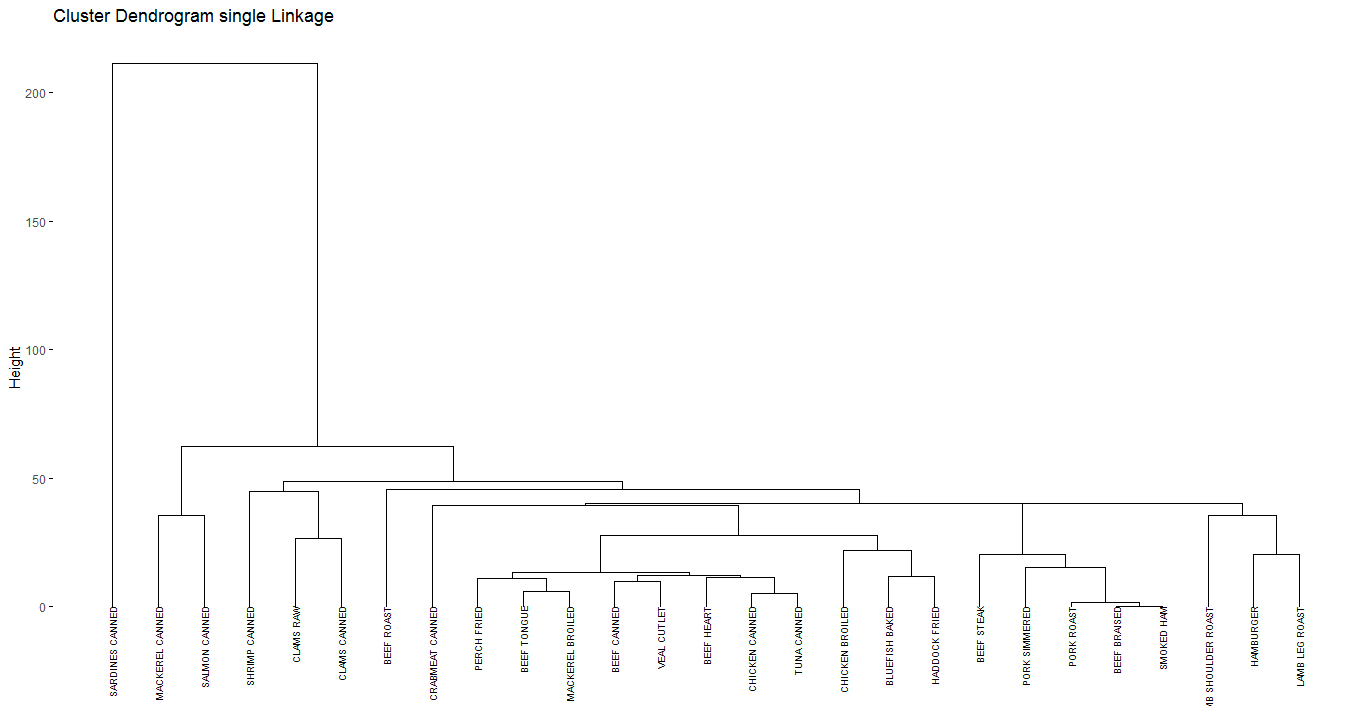 Cluster Dendrogram single Linkage
Height
200
150
100
50
0
SARDINES CANNED
MACKEREL CANNED
SALMON CANNED
SHRIMP CANNED
CLAMS RAW
CLAMS CANNED
BEEF ROAST
CRABMEAT CANNED
PERCH FRIED
BEEF TONGUE
MACKEREL BROILED
BEEF CANNED
VEAL CUTLET
BEEF HEART
CHICKEN CANNED
TUNA CANNED
CHICKEN BROILED
BLUEFISH BAKED
HADDOCK FRIED
BEEF STEAK
PORK SIMMERED
PORK ROAST
BEEF BRAISED
SMOKED HAM
MB SHOULDER ROAST
HAMBURGER
LAMB LEG ROAST